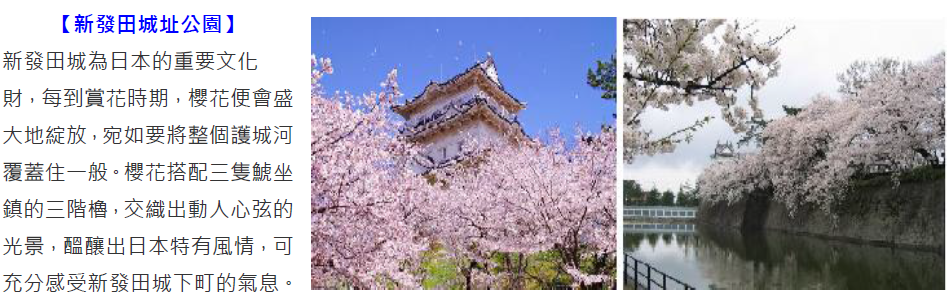 【新發田城址公園】
新發田城為日本的重要文化
財，每到賞花時期，櫻花便會盛
大地綻放，宛如要將整個護城河
覆蓋住一般。櫻花搭配三隻鯱坐
鎮的三階櫓，交織出動人心弦的
光景，醞釀出日本特有風情，可
充分感受新發田城下町的氣息。